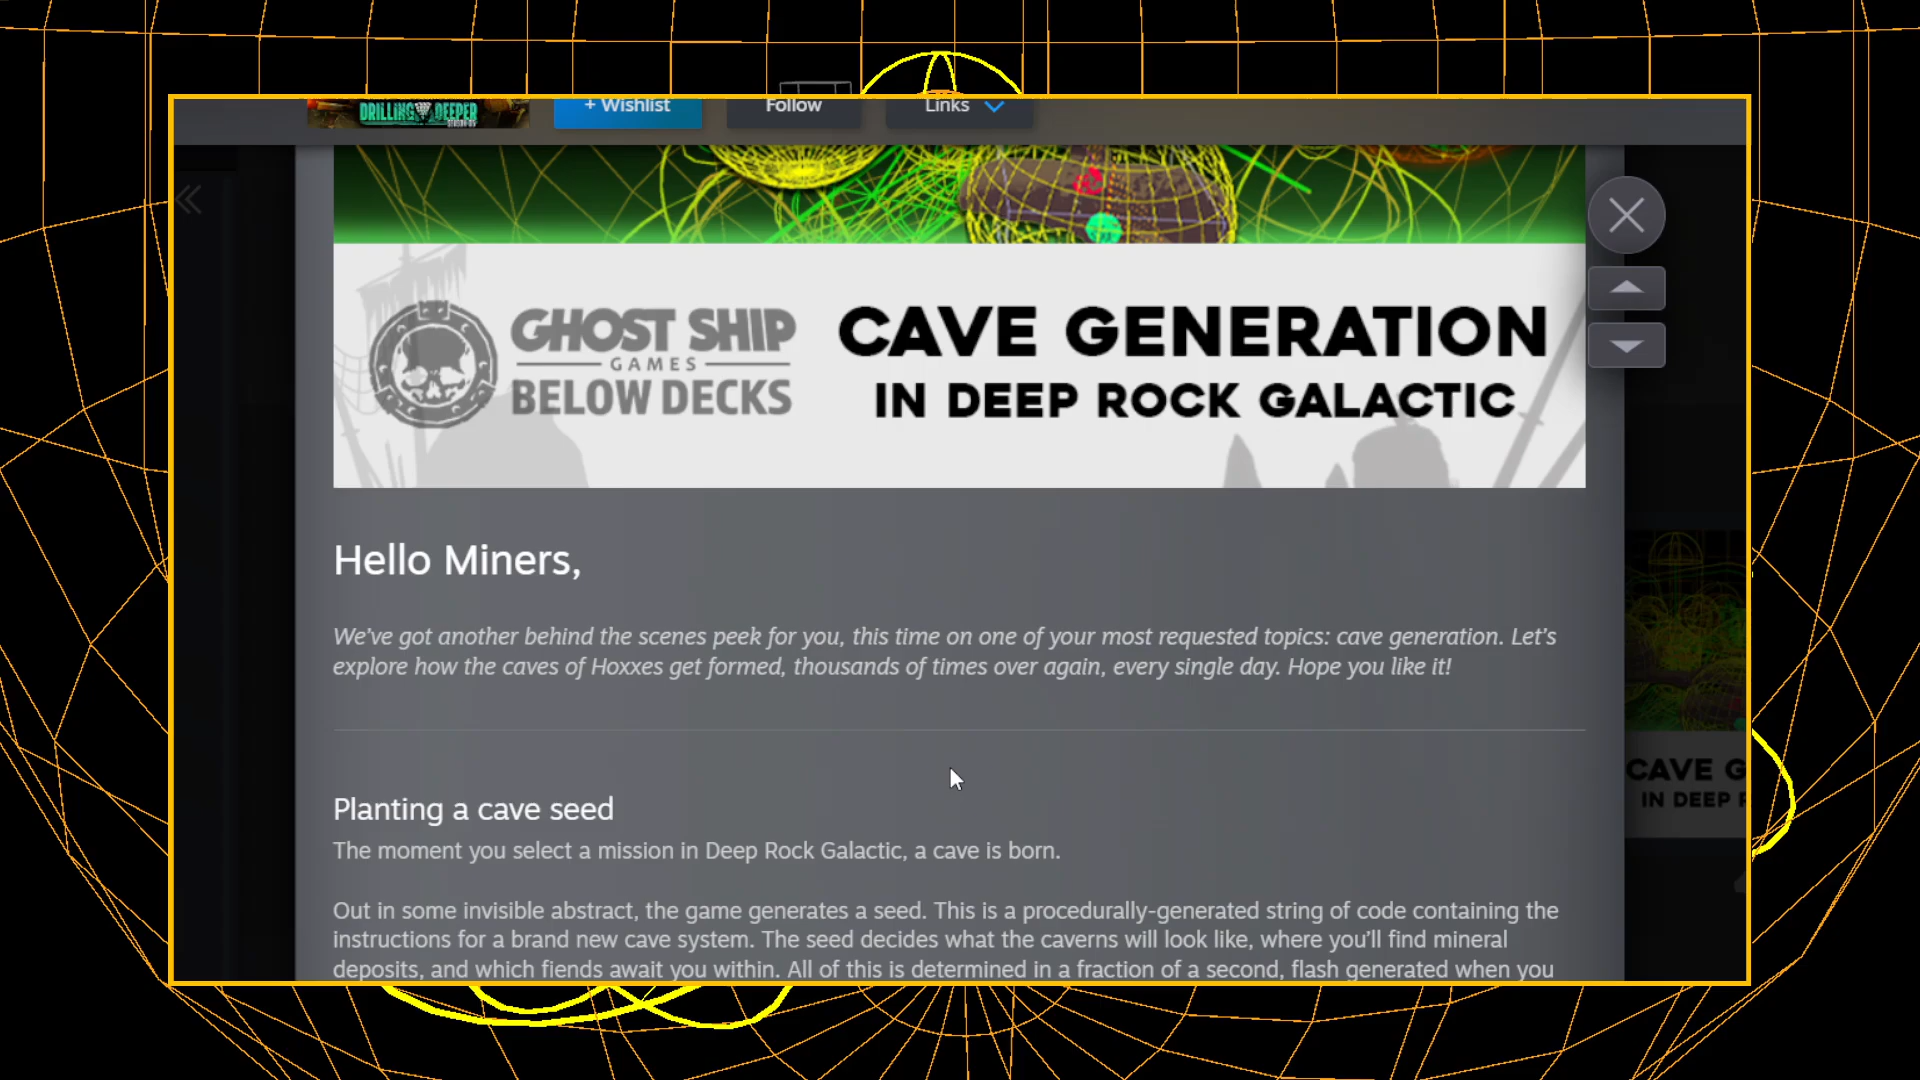 DRILLING DEEPER
+ Wishlist
Follow
Links
GHOST SHIP
GAMES
BELOW DECKS
CAVE GENERATION
IN DEEP ROCK GALACTIC
Hello Miners,
We've got another behind the scenes peek for you, this time on one of your most requested topics: cave generation. Let's
explore how the caves of Hoxxes get formed, thousands of times over again, every single day. Hope you like it!
Planting a cave seed
The moment you select a mission in Deep Rock Galactic, a cave is born.
Out in some invisible abstract, the game generates a seed. This is a procedurally-generated string of code containing the
instructions for a brand new cave system. The seed decides what the caverns will look like, where you'll find mineral
deposits, and which fiends await you within. All of this is determined in a fraction of a second, flash generated when you
CAVE G
IN DEEP